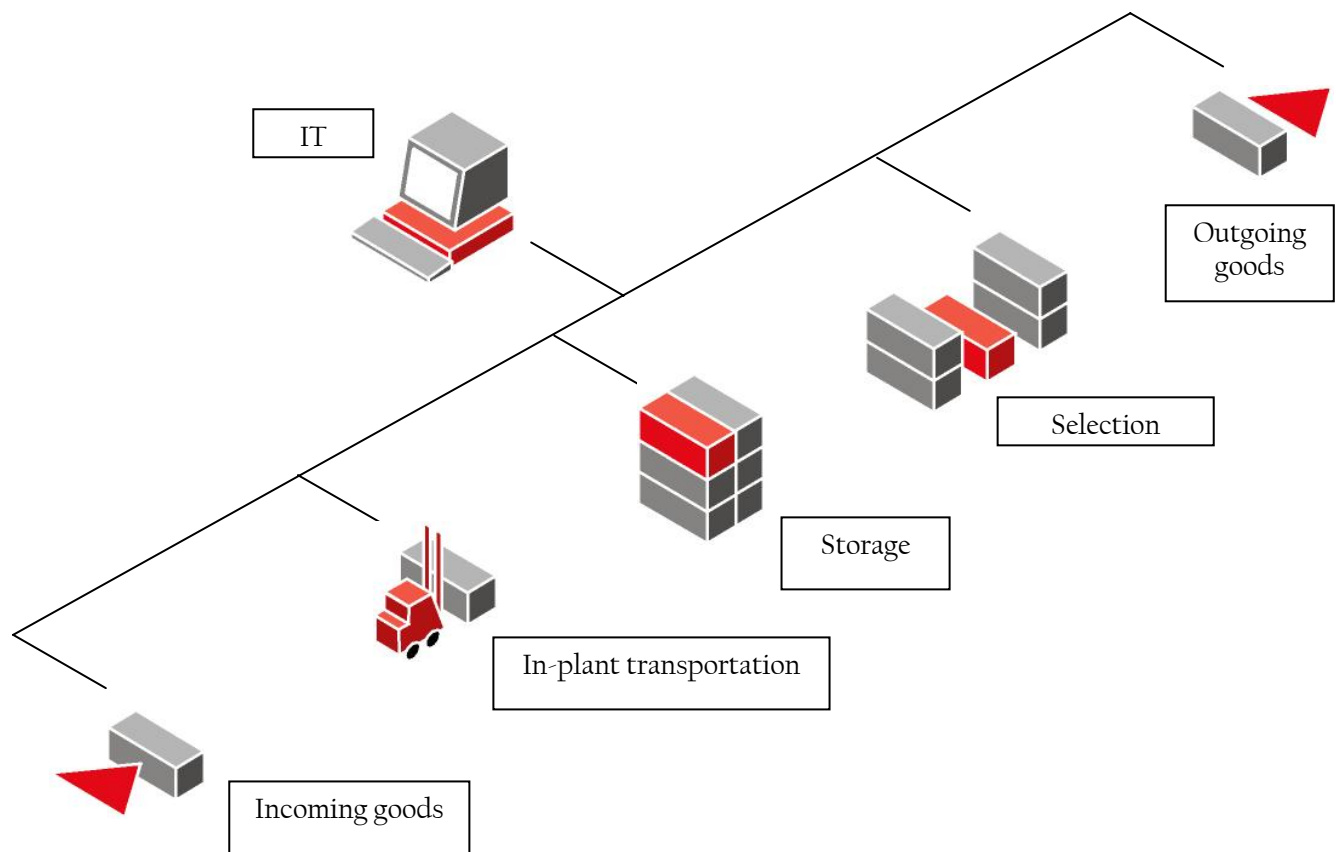 IT
Outgoing
goods
Selection
Storage
In-plant transportation
Incoming goods